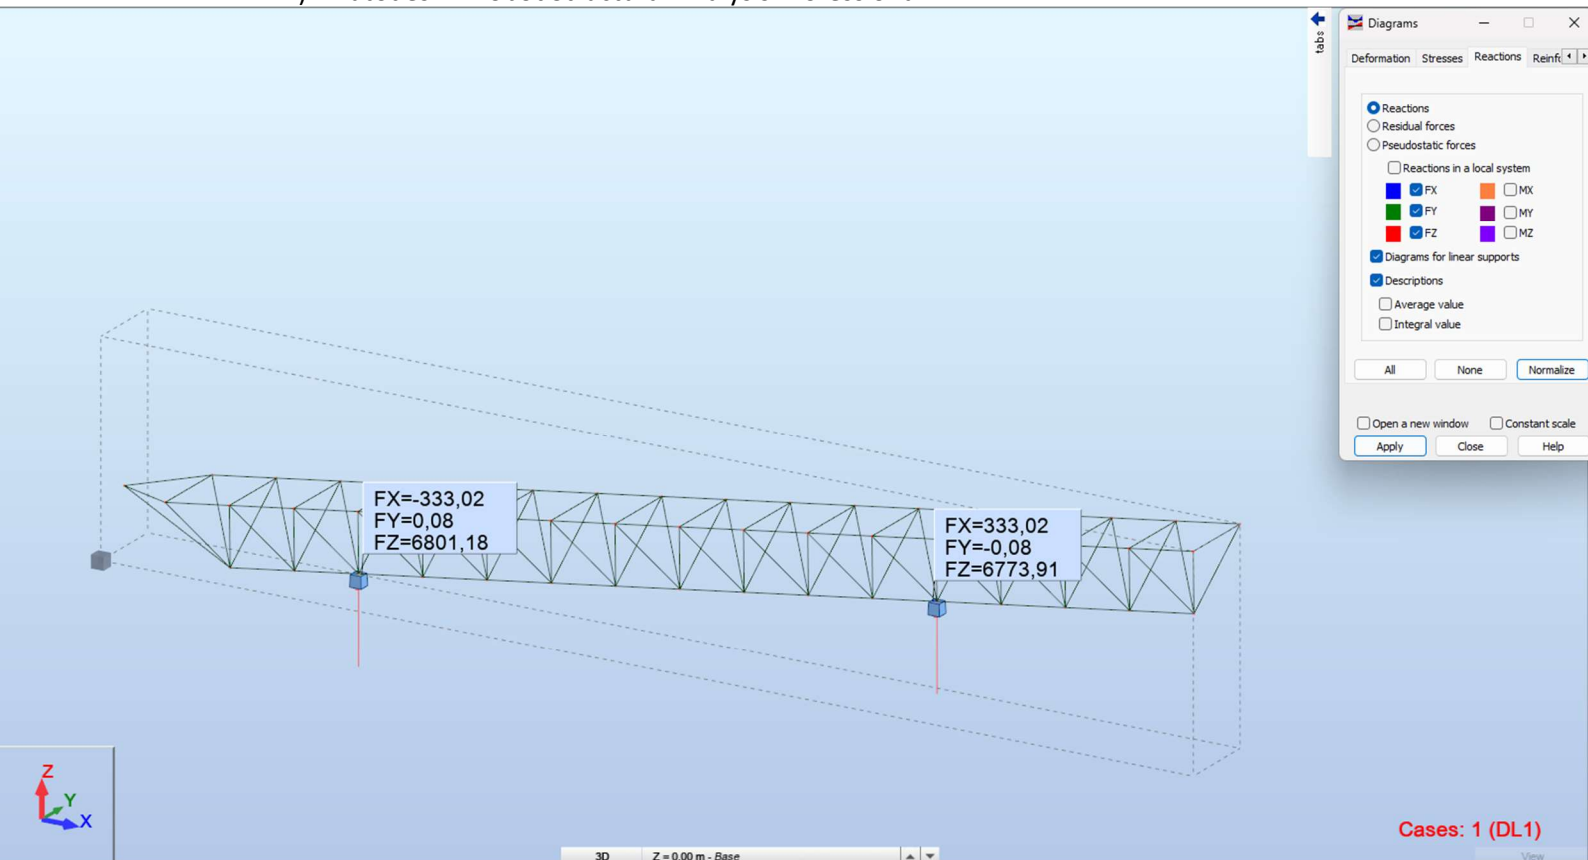 tabs
Diagrams
Deformation Stresses Reactions Reinfc
Reactions
Residual forces
Pseudostatic forces
Reactions in a local system
FX MX
FY MY
FZ MZ
Diagrams for linear supports
Descriptions
Average value
Integral value
All None Normalize
Open a new window Constant scale
Apply Close Help
FX=-333,02
FY=0,08
FZ=6801,18
FX=333,02
FY=-0,08
FZ=6773,91
Z
Y
X
Cases: 1 (DL1)
3D Z = 0.00 m - Base
View